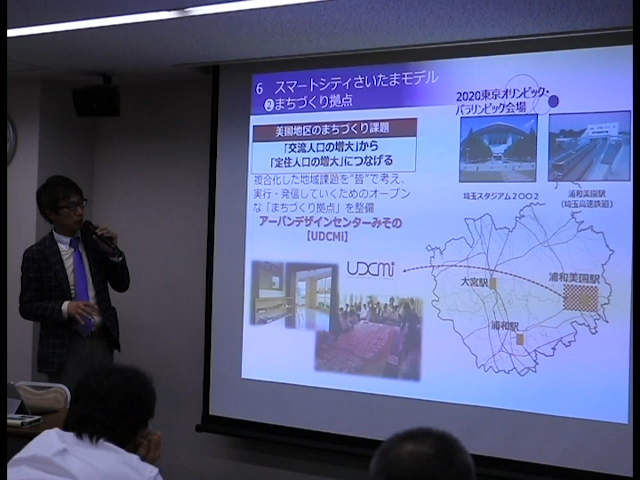 6 スマートシティさいたまモデル
❷まちづくり拠点
2020東京オリンピック・
パラリンピック会場
美園地区のまちづくり課題
「交流人口の増大」から
「定住人口の増大」につなげる
複合化した地域課題を"皆"で考え、
実行・発信していくためのオープン
な「まちづくり拠点」を整備
アーバンデザインセンターみその
【UDCMi】
UDCMi
埼玉スタジアム2002
浦和美園駅
(埼玉高速鉄道)
大宮駅
浦和美園駅
浦和駅